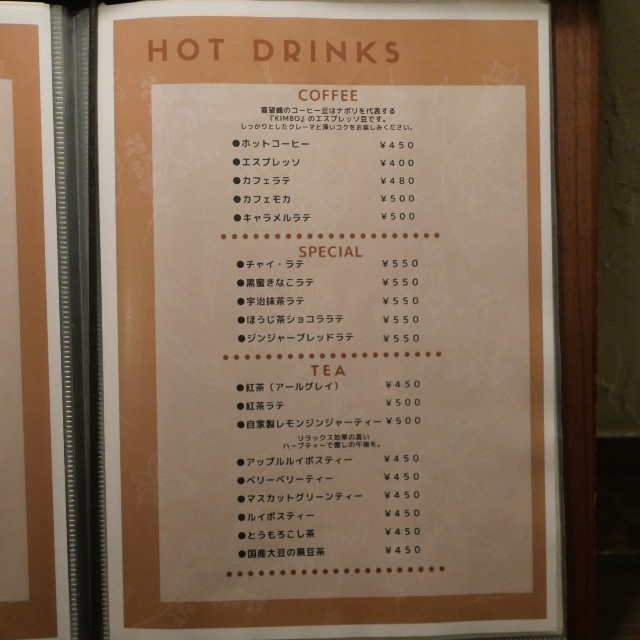 HOT DRINKS
COFFEE
喜望峰のコーヒー豆はナポリを代表する
『KIMBO』のエスプレッソ豆です。
しっかりとしたクレーマと深いコクをお楽しみください。
●ホットコーヒー ¥450
●エスプレッソ ¥400
●カフェラテ ¥480
●カフェモカ ¥500
●キャラメルラテ ¥500
SPECIAL
●チャイ・ラテ ¥550
●黒蜜きなこラテ ¥550
●宇治抹茶ラテ ¥550
●ほうじ茶ショコララテ ¥550
●ジンジャーブレッドラテ ¥550
TEA
●紅茶（アールグレイ） ¥450
●紅茶ラテ ¥500
●自家製レモンジンジャーティー ¥500
リラックス効果の高い
ハーブティーで癒しの午後を。
●アップルルイボスティー ¥450
●ベリーベリーティー ¥450
●マスカットグリーンティー ¥450
●ルイボスティー ¥450
●とうもろこし茶 ¥450
●国産大豆の黒豆茶 ¥450